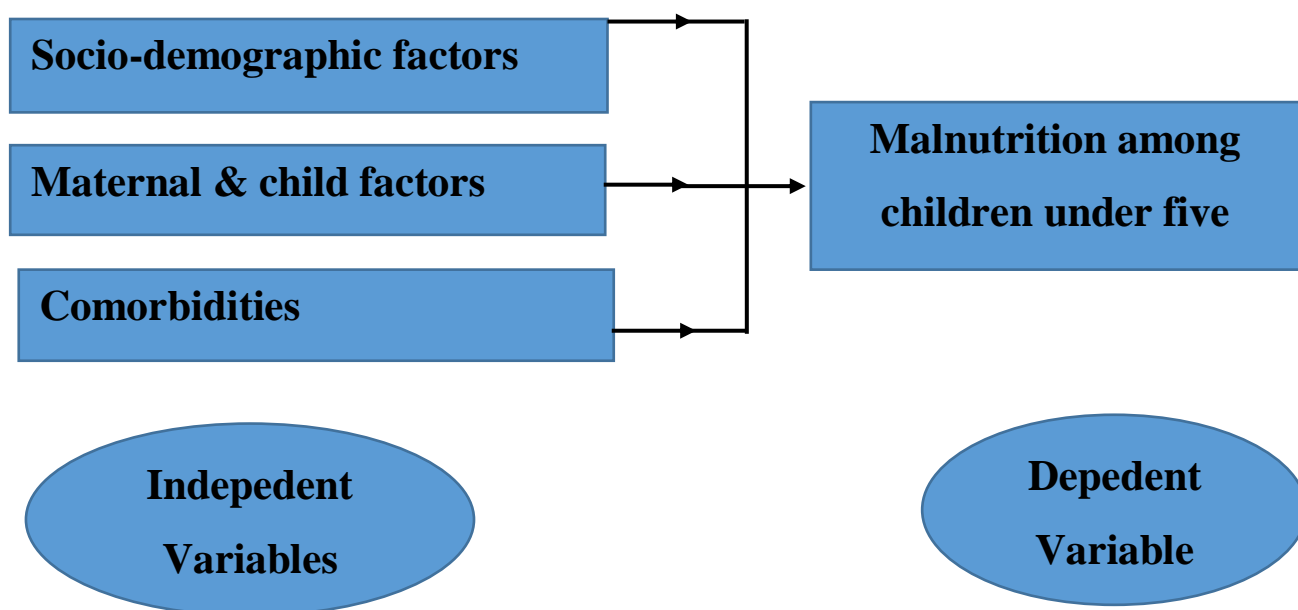 Socio-demographic factors
Maternal & child factors
Comorbidities
Malnutrition among
children under five
Indepedent
Variables
Depedent
Variable